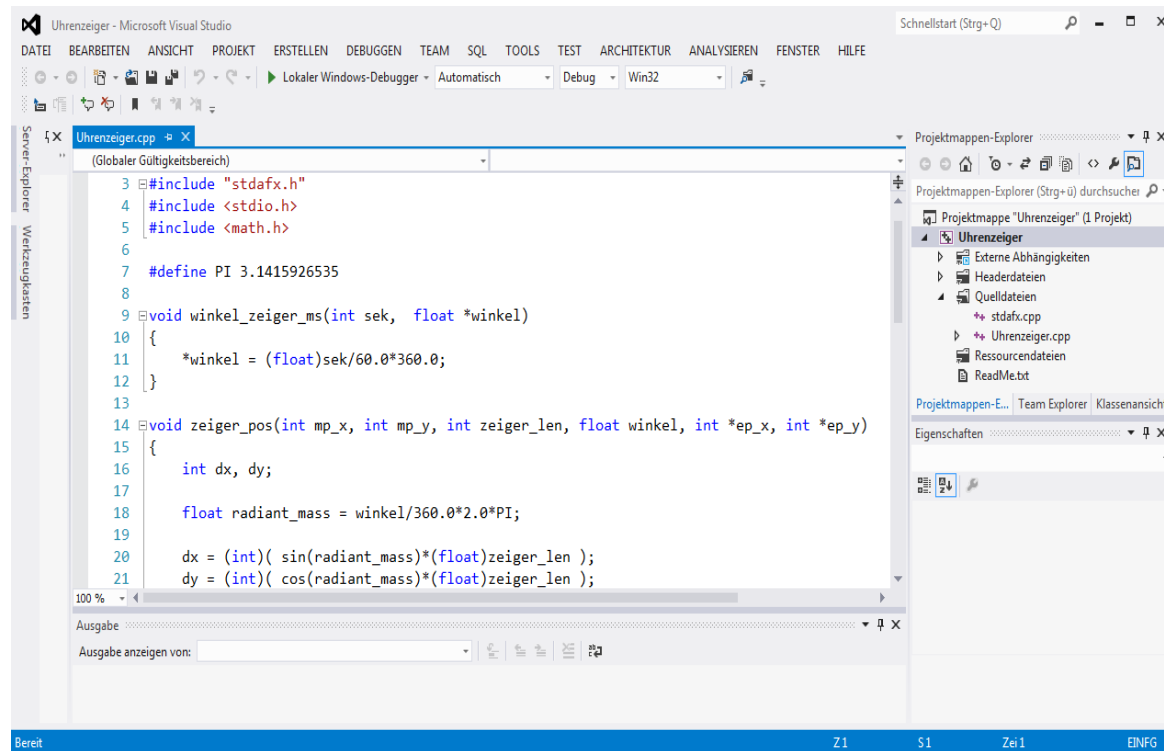 Uhrenzeiger - Microsoft Visual Studio
Schnellstart (Strg+Q)
DATEI BEARBEITEN ANSICHT PROJEKT ERSTELLEN DEBUGGEN TEAM SQL TOOLS TEST ARCHITEKTUR ANALYSIEREN FENSTER HILFE
Lokaler Windows-Debugger Automatisch Debug Win32
Server-Explorer
Werkzeugkasten
Uhrenzeiger.cpp
(Globaler Gültigkeitsbereich)
3 #include "stdafx.h"
4 #include <stdio.h>
5 #include <math.h>
6
7 #define PI 3.1415926535
8
9 void winkel_zeiger_ms(int sek,  float *winkel)
10 {
11     *winkel = (float)sek/60.0*360.0;
12 }
13
14 void zeiger_pos(int mp_x, int mp_y, int zeiger_len, float winkel, int *ep_x, int *ep_y)
15 {
16     int dx, dy;
17
18     float radiant_mass = winkel/360.0*2.0*PI;
19
20     dx = (int)( sin(radiant_mass)*(float)zeiger_len );
21     dy = (int)( cos(radiant_mass)*(float)zeiger_len );
100 %
Ausgabe
Ausgabe anzeigen von:
Projektmappen-Explorer
Projektmappen-Explorer (Strg+ü) durchsucher
Projektmappe "Uhrenzeiger" (1 Projekt)
Uhrenzeiger
Externe Abhängigkeiten
Headerdateien
Quelldateien
stdafx.cpp
Uhrenzeiger.cpp
Ressourcendateien
ReadMe.txt
Projektmappen-E... Team Explorer Klassenansicht
Eigenschaften
Bereit Z 1 S 1 Zei 1 EINFG